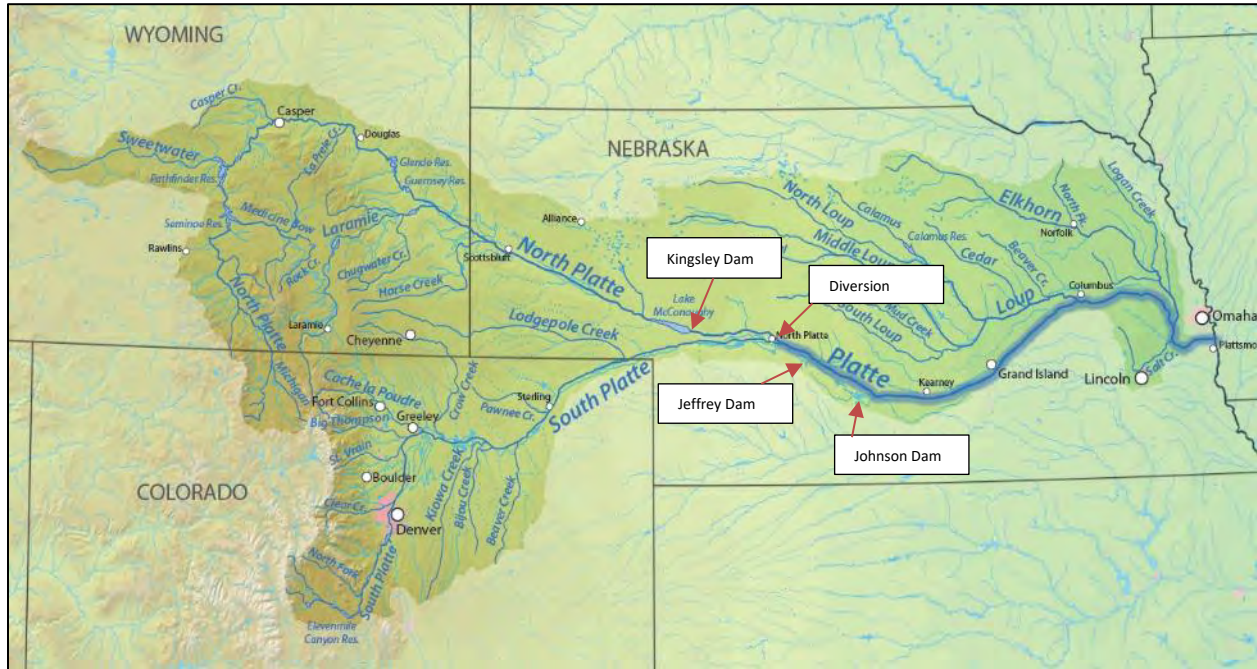 WYOMING
Casper Cr.
Casper
Douglas
La Prele Cr.
Sweetwater
Pathfinder Res.
Glendo Res.
Guernsey Res.
Seminoe Res.
Medicine Bow
Laramie
Rawlins
Rock Cr.
Chugwater Cr.
Horse Creek
North Platte
Laramie
Cheyenne
Michigan
NEBRASKA
Alliance
Scottsbluff
North Platte
Lodgepole Creek
Lake
McConaughy
Kingsley Dam
Diversion
North Platte
North Loup
Calamus
Calamus Res.
Middle Loup
Cedar
Mud Creek
South Loup
Loup
Beaver Cr.
Elkhorn
North Fk.
Norfolk
Logan Creek
Columbus
Omaha
Plattsmo
Salt Cr.
Lincoln
Grand Island
Kearney
Platte
Jeffrey Dam
Johnson Dam
South Platte
Cache la Poudre
Fort Collins
Crow Creek
Pawnee Cr.
Sterling
Big Thompson
Greeley
St. Vrain
Boulder
COLORADO
Clear Cr.
Denver
Kiowa Creek
Bijou Creek
Beaver Creek
North Fork
South Platte
Elevenmile
Canyon Res.